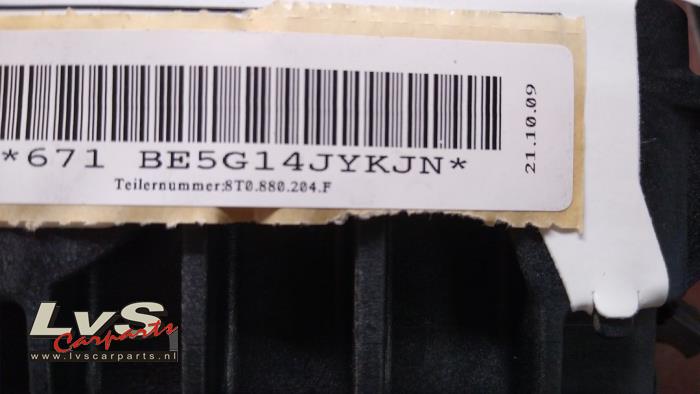 *671 BE5G14JYKJN*
Teilernummer:8T0.880.204.F
21.10.09
LvS
Carparts
www.lvscarparts.nl